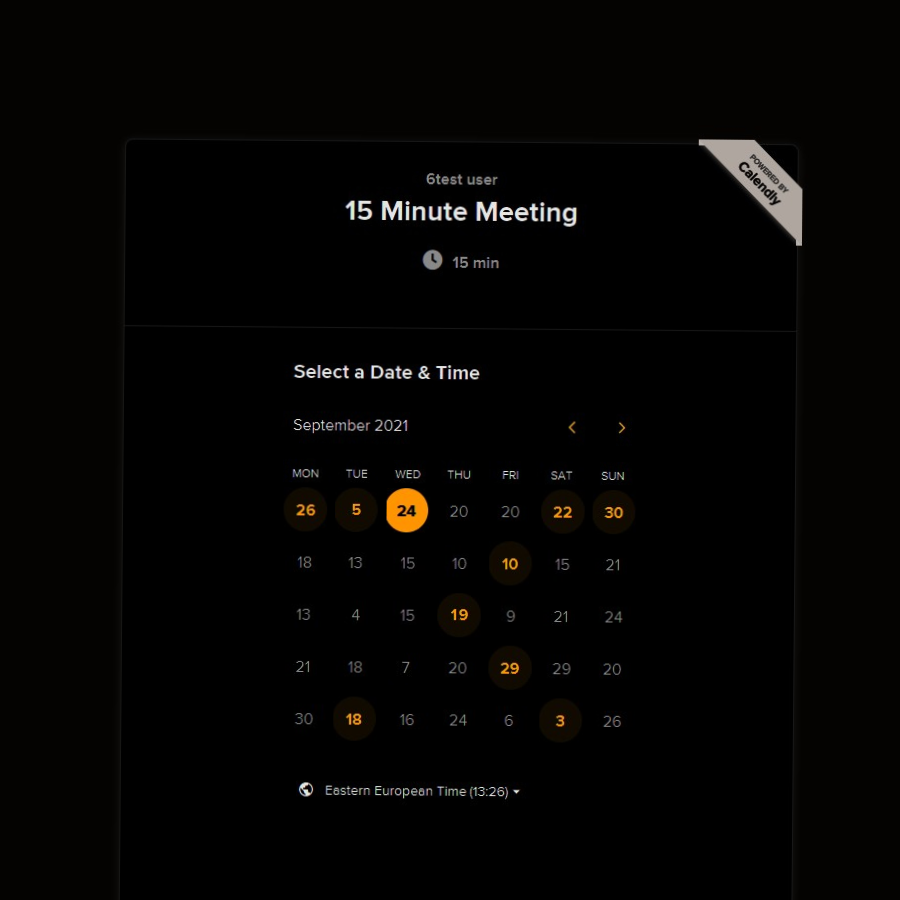 POWERED BY
Calendly
6test user
15 Minute Meeting
15 min
Select a Date & Time
September 2021
MON TUE WED THU FRI SAT SUN
26 5 24 20 20 22 30
18 13 15 10 10 15 21
13 4 15 19 9 21 24
21 18 7 20 29 29 20
30 18 16 24 6 3 26
Eastern European Time (13:26)